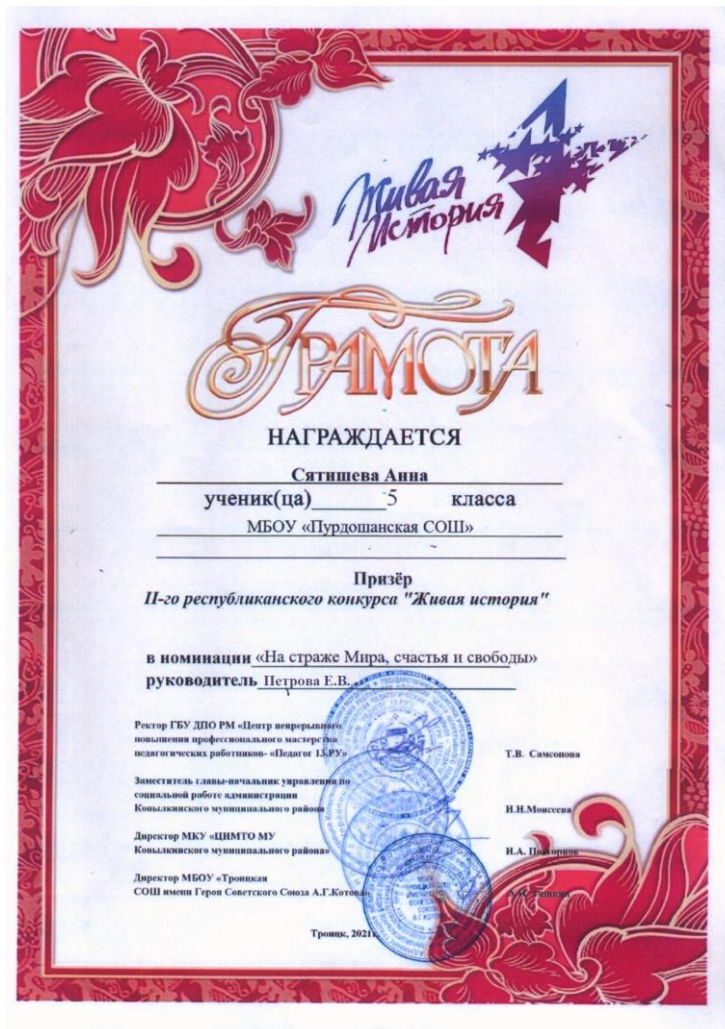 Живая
История
ГРАМОТА
НАГРАЖДАЕТСЯ
Сятишева Анна
ученик(ца)_______5 класса
МБОУ «Пурдошанская СОШ»
Призёр
II-го республиканского конкурса "Живая история"
в номинации «На страже Мира, счастья и свободы»
руководитель Петрова Е.В.
Ректор ГБУ ДПО РМ «Центр непрерывного
повышения профессионального мастерства
педагогических работников- «Педагог 13.РУ» Т.В. Самсонова
Заместитель главы-начальник управления по
социальной работе администрации
Ковылкинского муниципального района И.Н.Моисеева
Директор МКУ «ЦИМТО МУ
Ковылкинского муниципального района» И.А.
Директор МБОУ «Троицкая
СОШ имени Героя Советского Союза А.Г.Котова»
Троицк, 2021г.